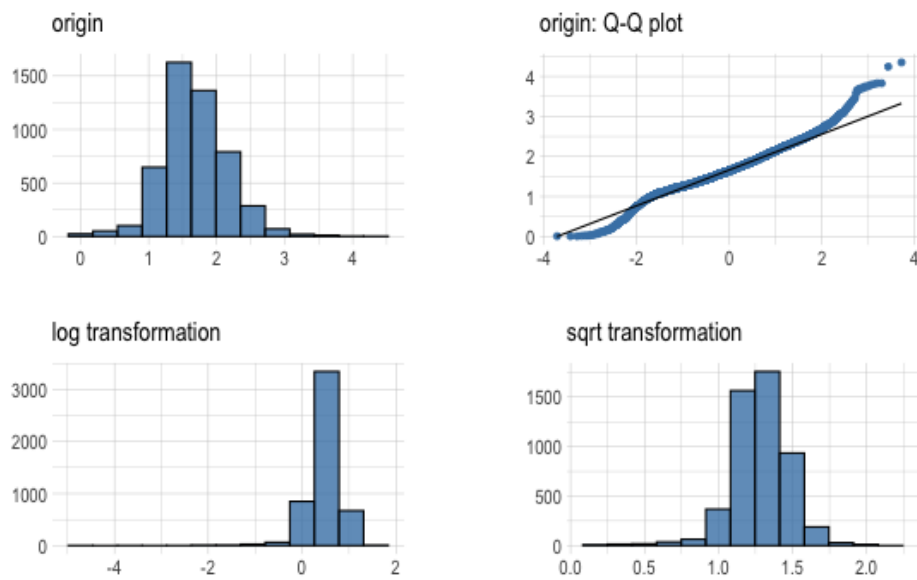 origin
1500
1000
500
0
0 1 2 3 4
origin: Q-Q plot
4
3
2
1
0
-4 -2 0 2 4
log transformation
3000
2000
1000
0
-4 -2 0 2
sqrt transformation
1500
1000
500
0
0.0 0.5 1.0 1.5 2.0